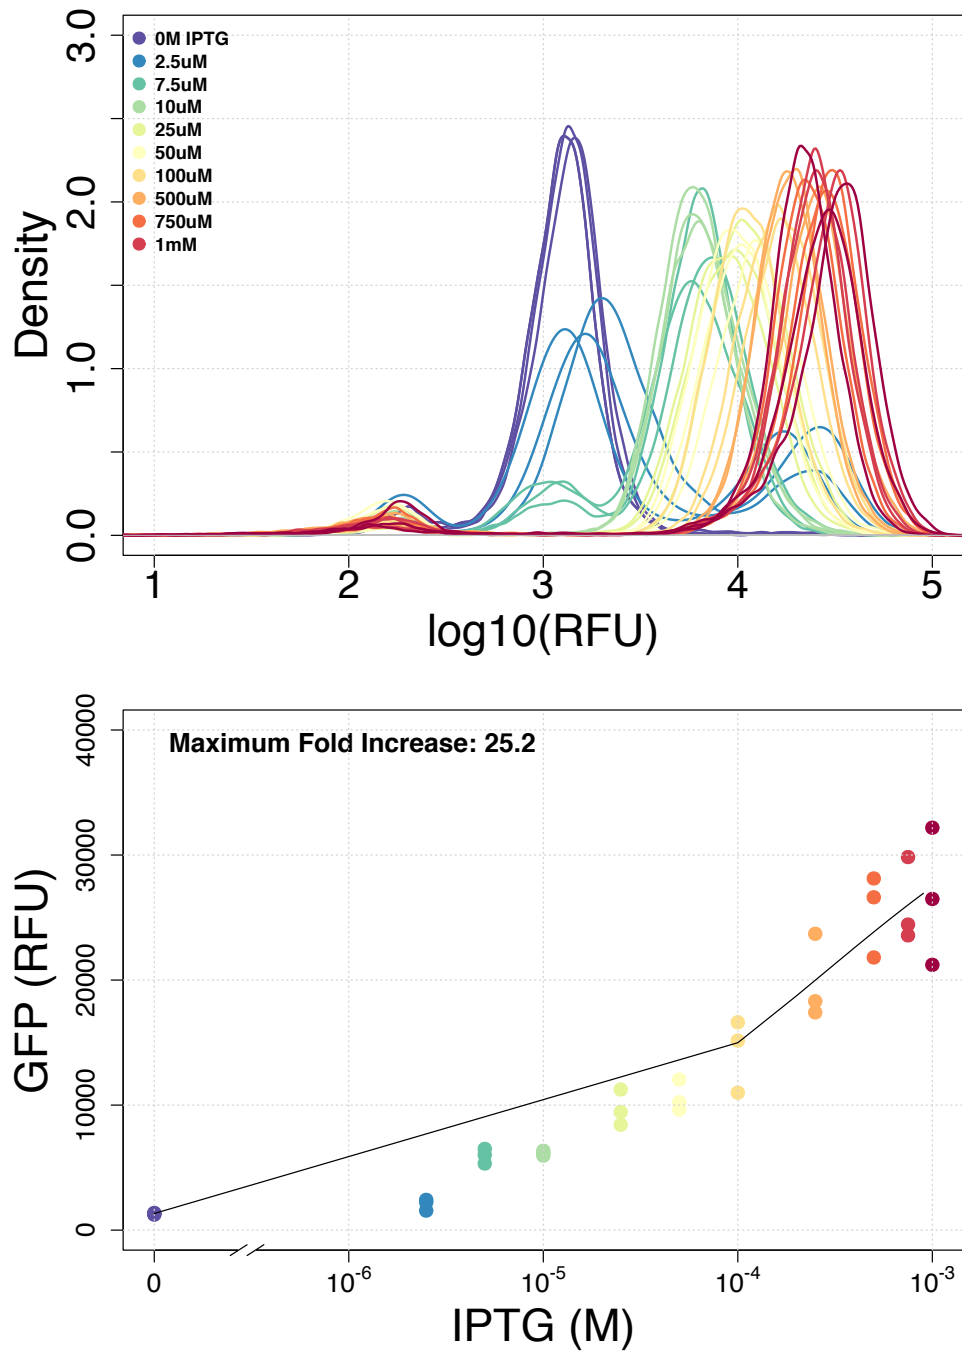 3.0
2.0
1.0
0.0
Density
0M IPTG
2.5uM
7.5uM
10uM
25uM
50uM
100uM
500uM
750uM
1mM
1 2 3 4 5
log10(RFU)
Maximum Fold Increase: 25.2
40000
30000
20000
10000
0
GFP (RFU)
0 10⁻⁶ 10⁻⁵ 10⁻⁴ 10⁻³
IPTG (M)